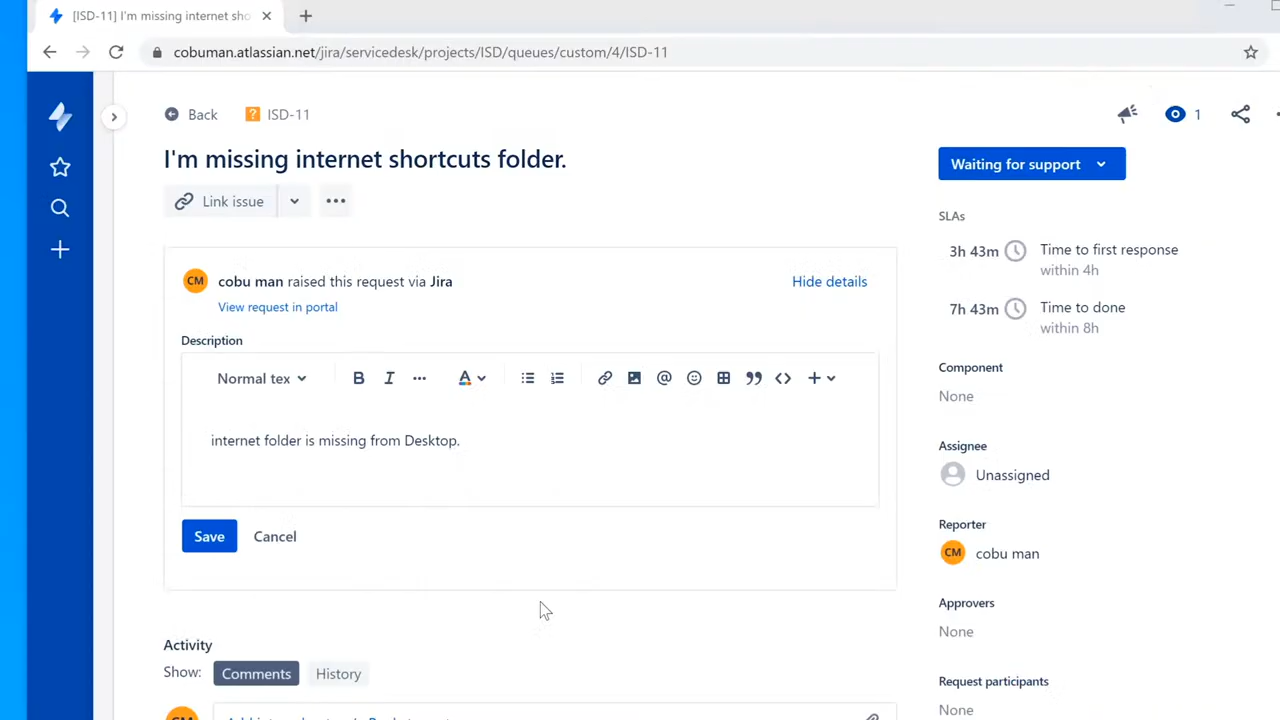 [ISD-11] I'm missing internet sho
cobuman.atlassian.net/jira/servicedesk/projects/ISD/queues/custom/4/ISD-11
Back
ISD-11
1
I'm missing internet shortcuts folder.
Waiting for support
Link issue
SLAs
3h 43m
Time to first response
within 4h
CM
cobu man raised this request via Jira
Hide details
View request in portal
7h 43m
Time to done
within 8h
Description
Normal tex
B I
A
Component
None
internet folder is missing from Desktop.
Assignee
Unassigned
Save
Cancel
Reporter
CM
cobu man
Approvers
None
Activity
Show:
Comments
History
Request participants
None
CM